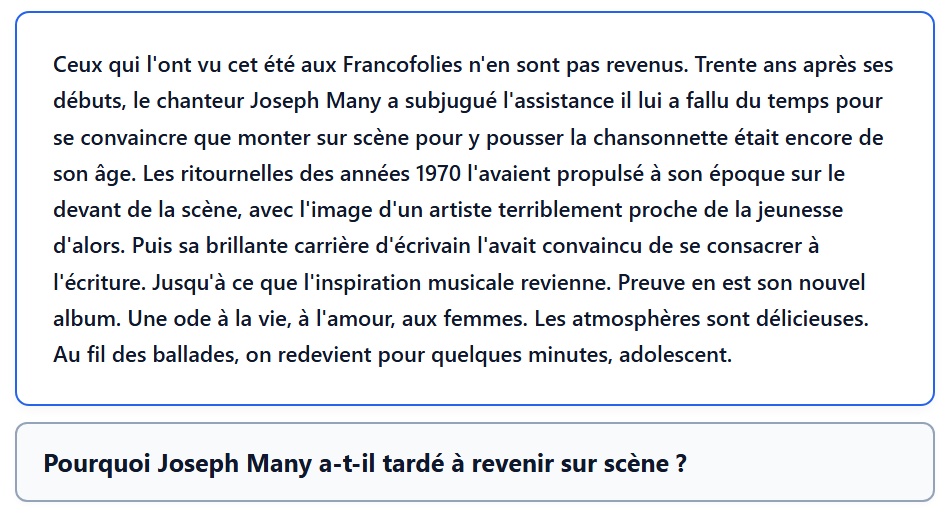 Ceux qui l'ont vu cet été aux Francofolies n'en sont pas revenus. Trente ans après ses
débuts, le chanteur Joseph Many a subjugué l'assistance il lui a fallu du temps pour
se convaincre que monter sur scène pour y pousser la chansonnette était encore de
son âge. Les ritournelles des années 1970 l'avaient propulsé à son époque sur le
devant de la scène, avec l'image d'un artiste terriblement proche de la jeunesse
d'alors. Puis sa brillante carrière d'écrivain l'avait convaincu de se consacrer à
l'écriture. Jusqu'à ce que l'inspiration musicale revienne. Preuve en est son nouvel
album. Une ode à la vie, à l'amour, aux femmes. Les atmosphères sont délicieuses.
Au fil des ballades, on redevient pour quelques minutes, adolescent.
Pourquoi Joseph Many a-t-il tardé à revenir sur scène ?